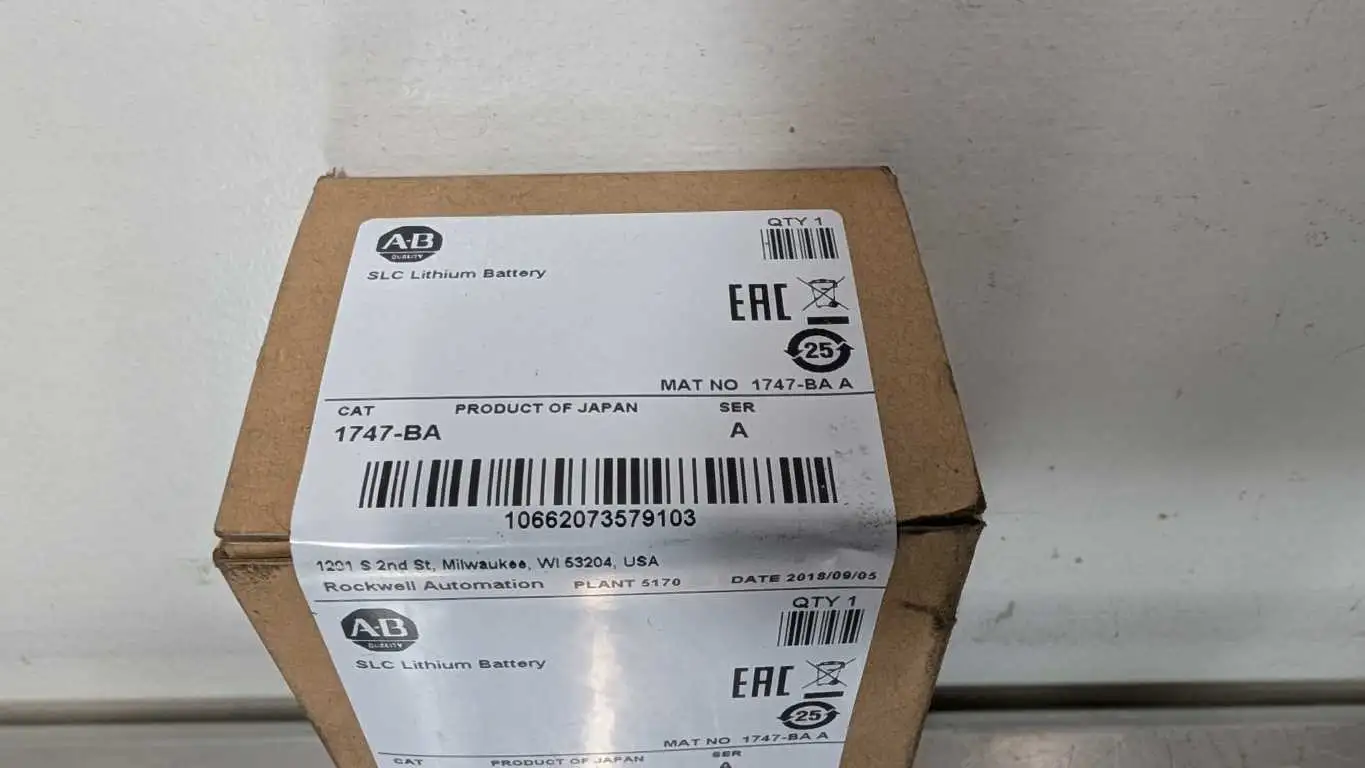 A-B
QUALITY
SLC Lithium Battery
QTY 1
EAC
25
MAT NO 1747-BA A
CAT PRODUCT OF JAPAN SER
1747-BA A
10662073579103
1201 S 2nd St, Milwaukee, WI 53204, USA
Rockwell Automation PLANT 5170 DATE 2018/09/05
A-B
QUALITY
SLC Lithium Battery
QTY 1
EAC
25
MAT NO 1747-BA A
CAT PRODUCT OF JAPAN SER
A